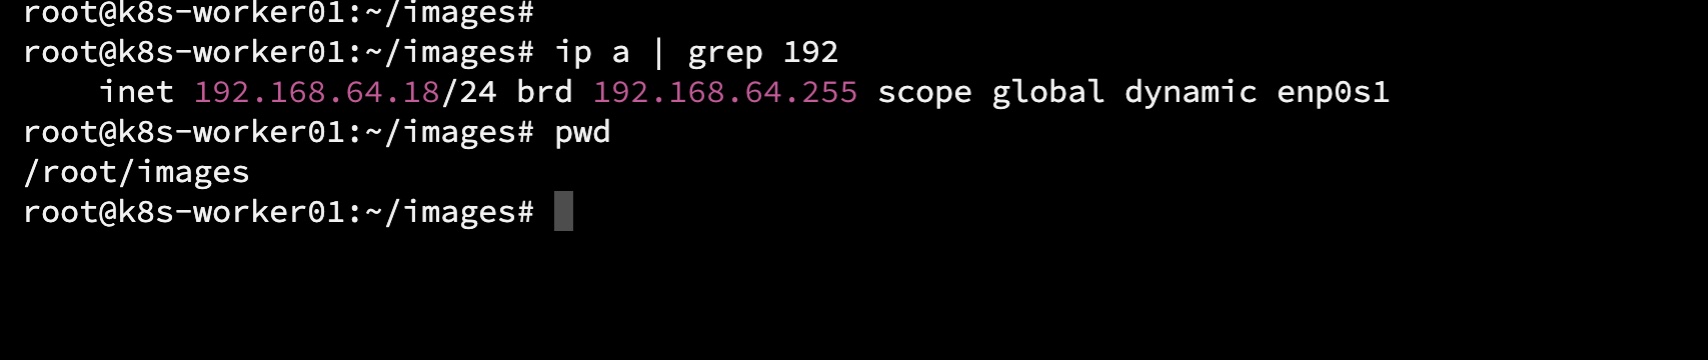 root@k8s-worker01:~/images#
root@k8s-worker01:~/images# ip a | grep 192
    inet 192.168.64.18/24 brd 192.168.64.255 scope global dynamic enp0s1
root@k8s-worker01:~/images# pwd
/root/images
root@k8s-worker01:~/images#